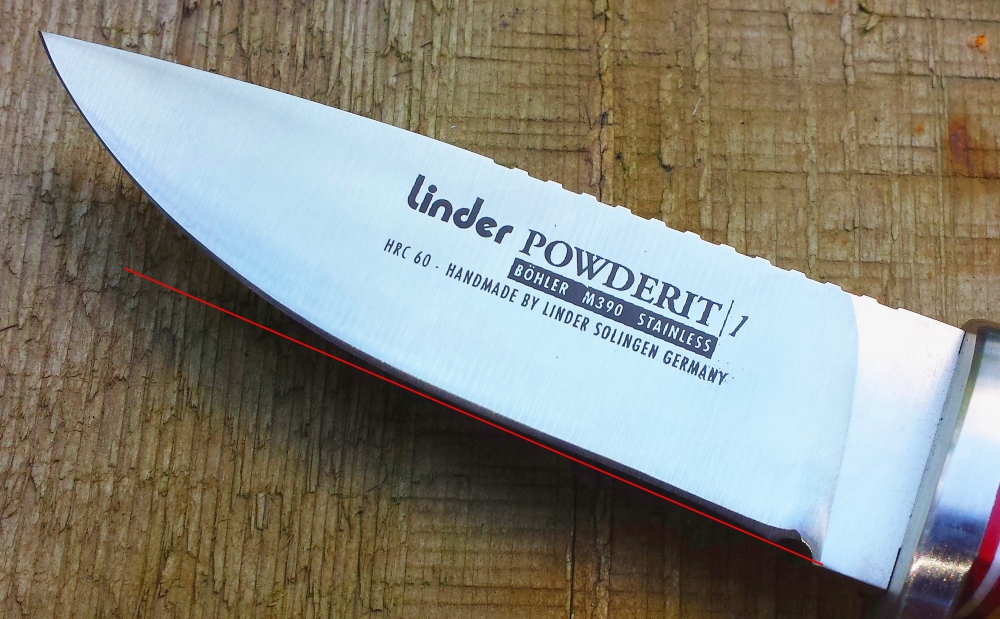 linder POWDERIT/1
BÖHLER M390 STAINLESS
HRC 60 - HANDMADE BY LINDER SOLINGEN GERMANY